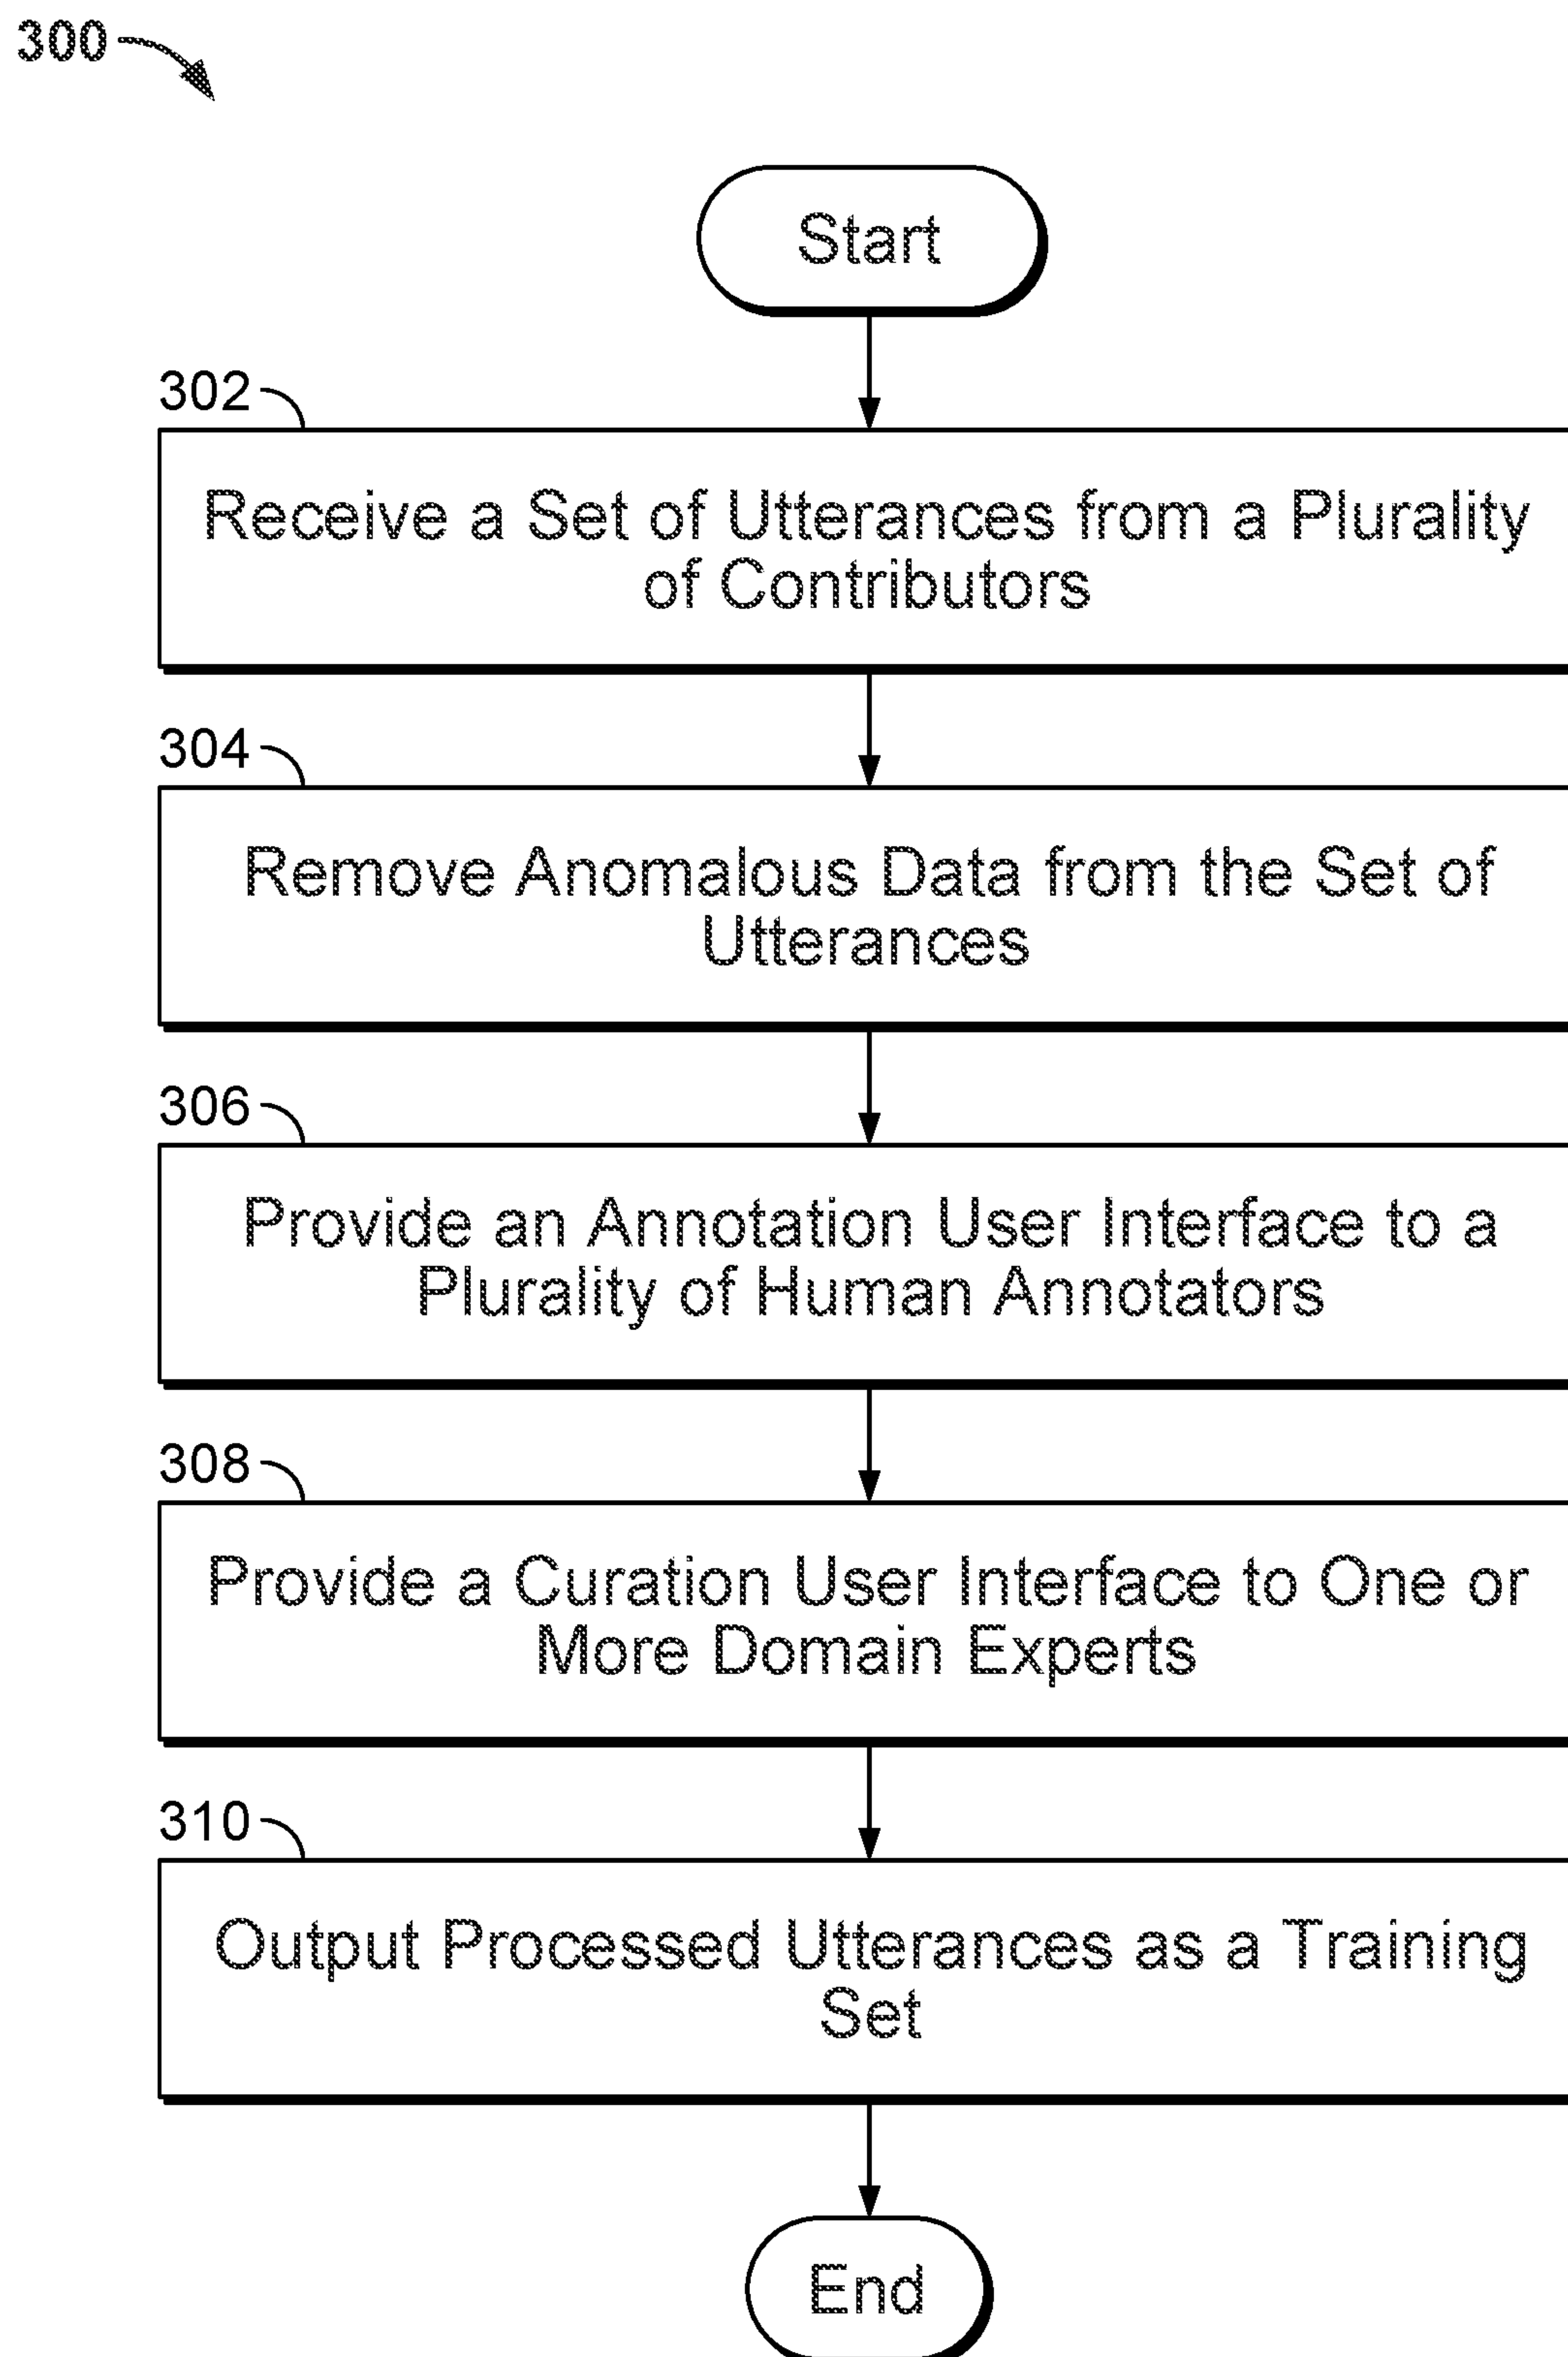 300
Start
302
Receive a Set of Utterances from a Plurality
of Contributors
304
Remove Anomalous Data from the Set of
Utterances
306
Provide an Annotation User Interface to a
Plurality of Human Annotators
308
Provide a Curation User Interface to One or
More Domain Experts
310
Output Processed Utterances as a Training
Set
End